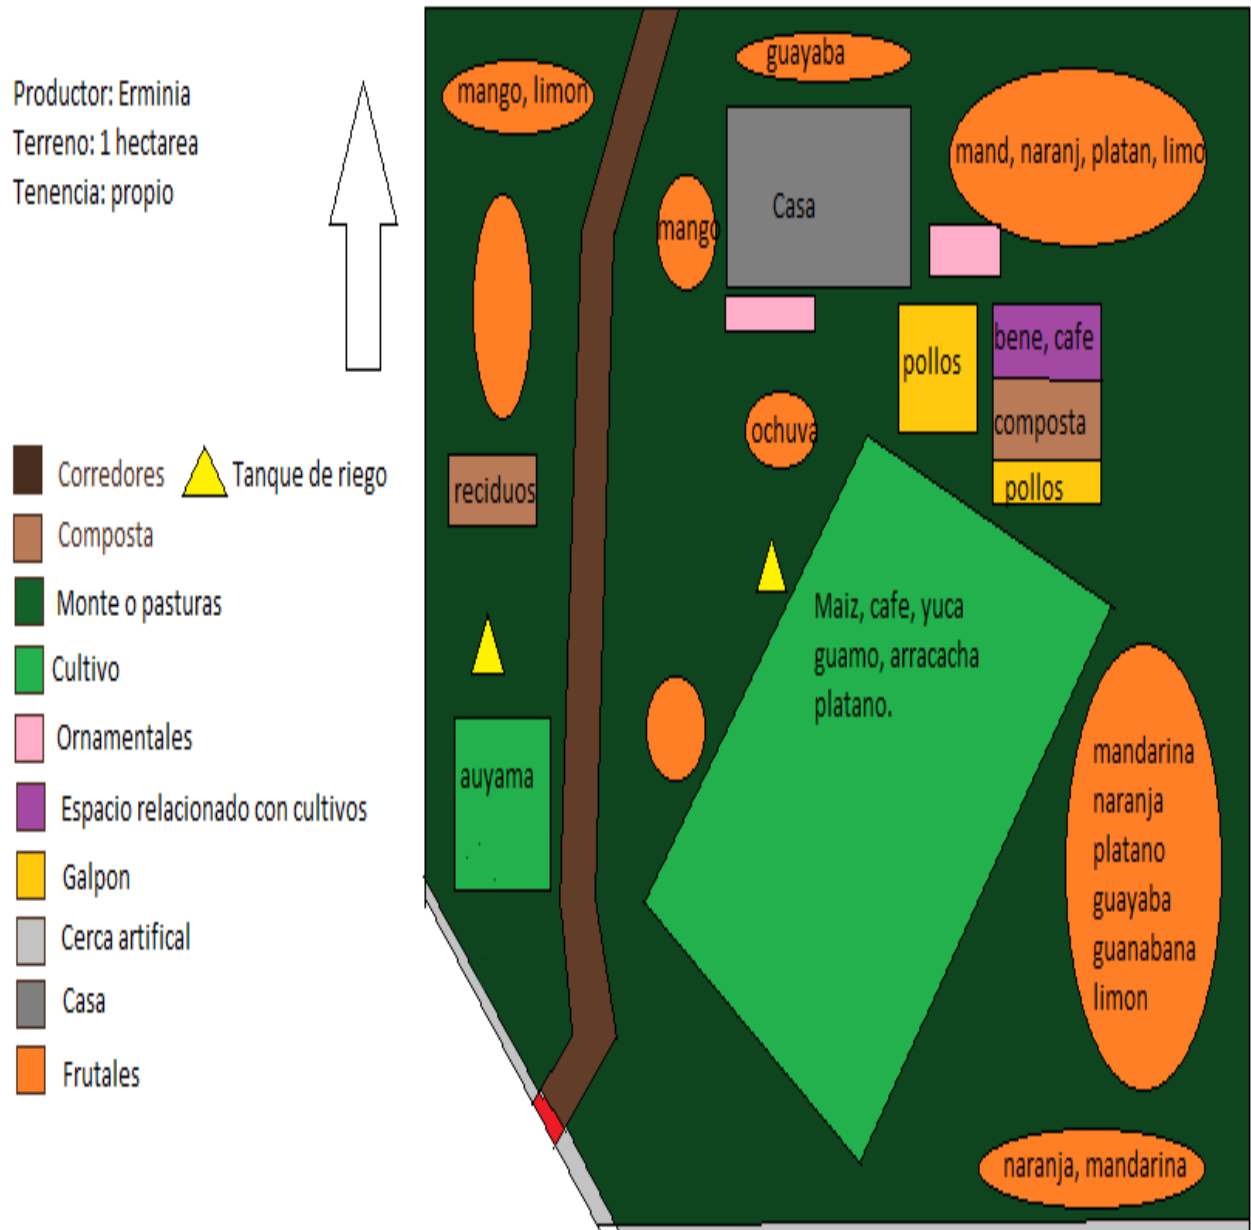 Productor: Erminia
Terreno: 1 hectarea
Tenencia: propio
Corredores
Tanque de riego
Composta
Monte o pasturas
Cultivo
Ornamentales
Espacio relacionado con cultivos
Galpon
Cerca artifical
Casa
Frutales
mango, limon
guayaba
mand, naranj, platan, limo
Casa
mango
pollos
bene, cafe
composta
pollos
ochuva
reciduos
Maiz, cafe, yuca
guamo, arracacha
platano.
auyama
mandarina
naranja
platano
guayaba
guanabana
limon
naranja, mandarina